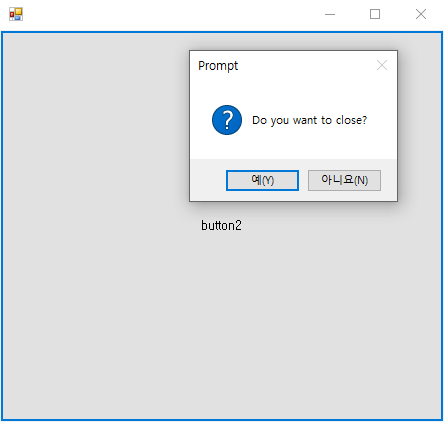 Prompt
Do you want to close?
예(Y)
아니요(N)
button2